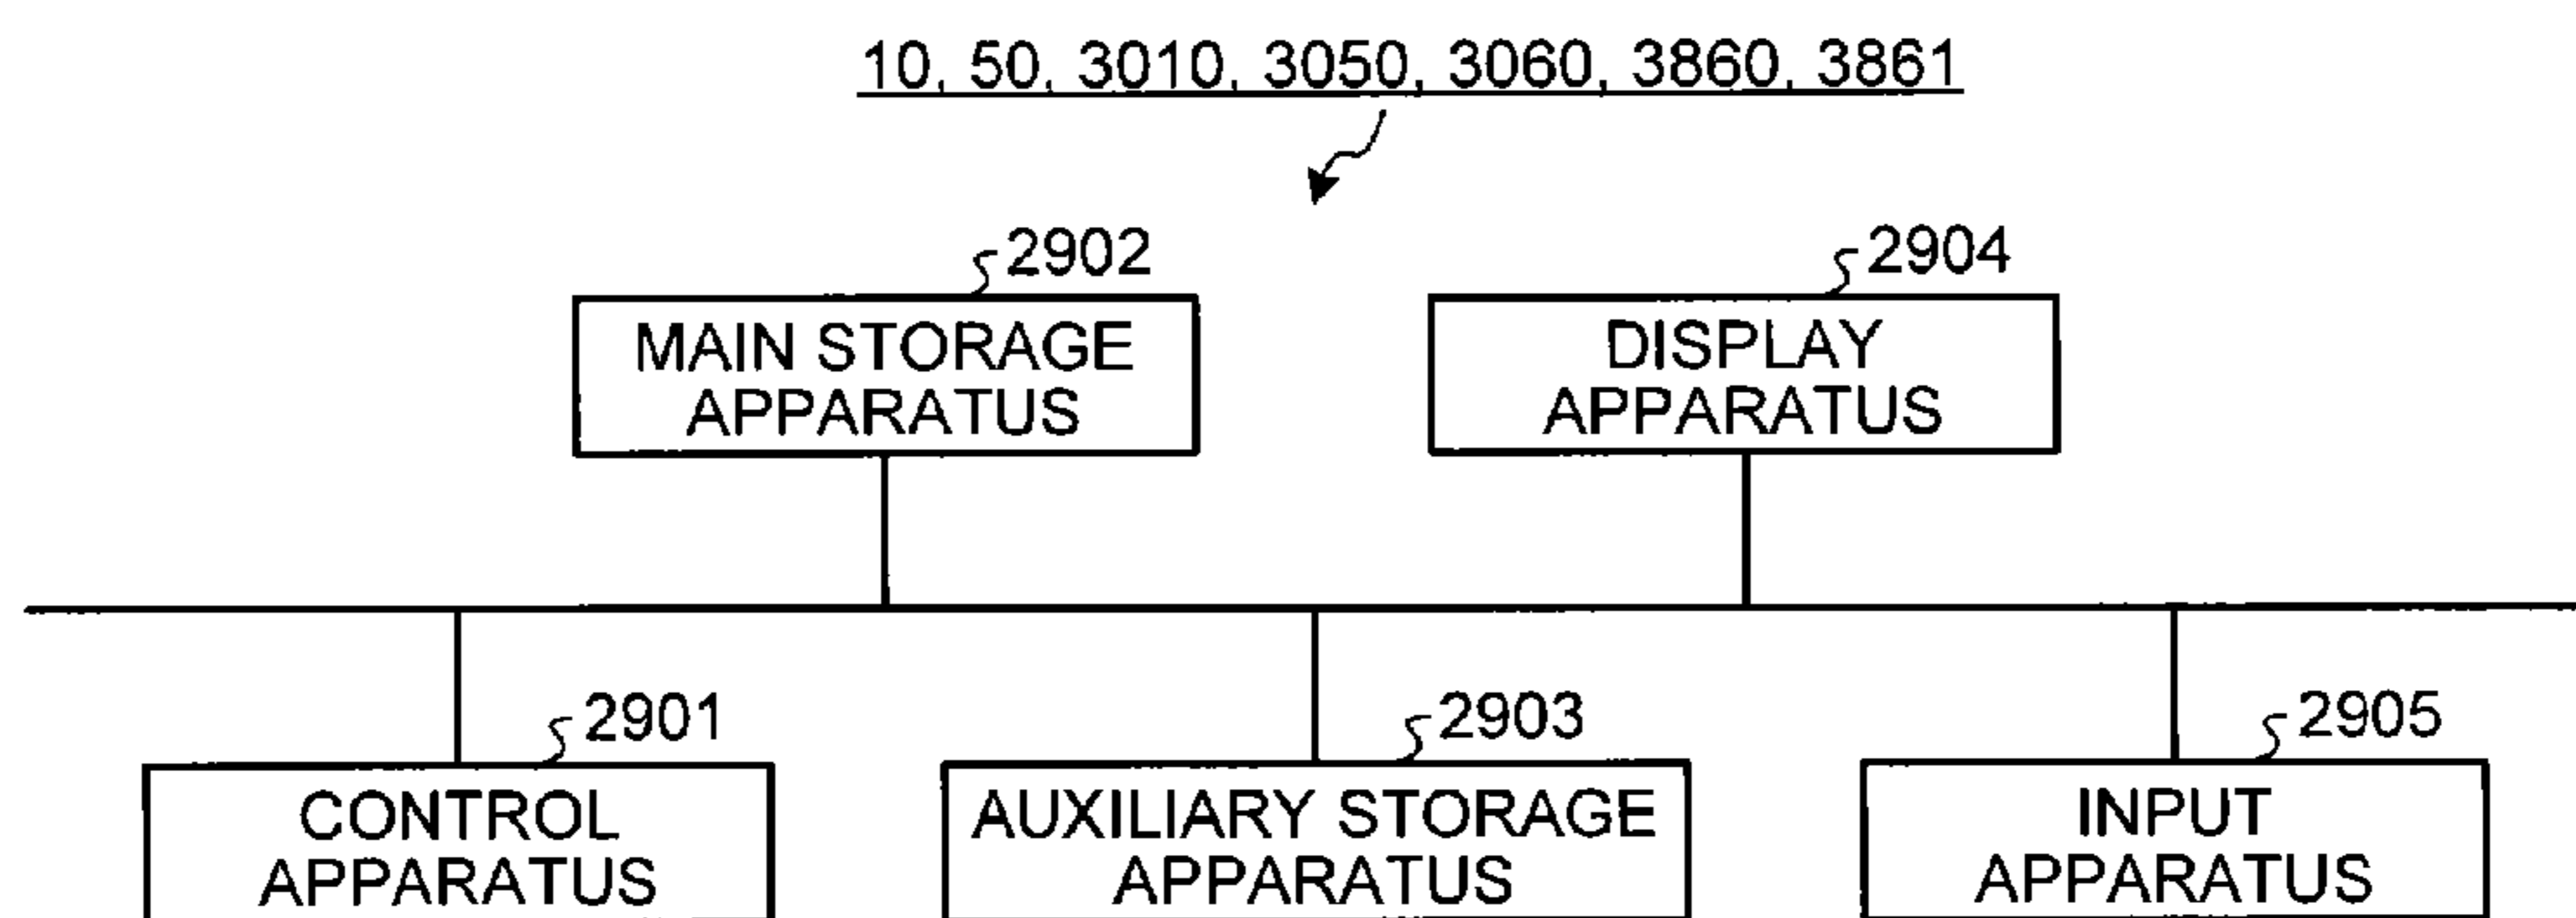 10, 50, 3010, 3050, 3060, 3860, 3861
2902
MAIN STORAGE
APPARATUS
2904
DISPLAY
APPARATUS
2901
CONTROL
APPARATUS
2903
AUXILIARY STORAGE
APPARATUS
2905
INPUT
APPARATUS